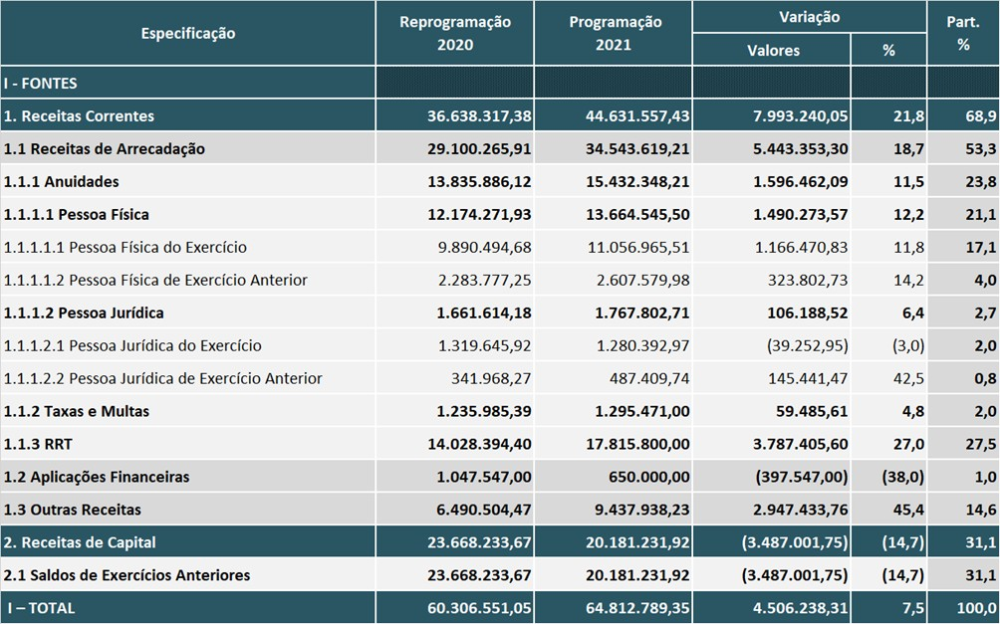 Especificação Reprogramação 2020 Programação 2021 Variação Valores % Part. %
I - FONTES
1. Receitas Correntes 36.638.317,38 44.631.557,43 7.993.240,05 21,8 68,9
1.1 Receitas de Arrecadação 29.100.265,91 34.543.619,21 5.443.353,30 18,7 53,3
1.1.1 Anuidades 13.835.886,12 15.432.348,21 1.596.462,09 11,5 23,8
1.1.1.1 Pessoa Física 12.174.271,93 13.664.545,50 1.490.273,57 12,2 21,1
1.1.1.1.1 Pessoa Física do Exercício 9.890.494,68 11.056.965,51 1.166.470,83 11,8 17,1
1.1.1.1.2 Pessoa Física de Exercício Anterior 2.283.777,25 2.607.579,98 323.802,73 14,2 4,0
1.1.1.2 Pessoa Jurídica 1.661.614,18 1.767.802,71 106.188,52 6,4 2,7
1.1.1.2.1 Pessoa Jurídica do Exercício 1.319.645,92 1.280.392,97 (39.252,95) (3,0) 2,0
1.1.1.2.2 Pessoa Jurídica de Exercício Anterior 341.968,27 487.409,74 145.441,47 42,5 0,8
1.1.2 Taxas e Multas 1.235.985,39 1.295.471,00 59.485,61 4,8 2,0
1.1.3 RRT 14.028.394,40 17.815.800,00 3.787.405,60 27,0 27,5
1.2 Aplicações Financeiras 1.047.547,00 650.000,00 (397.547,00) (38,0) 1,0
1.3 Outras Receitas 6.490.504,47 9.437.938,23 2.947.433,76 45,4 14,6
2. Receitas de Capital 23.668.233,67 20.181.231,92 (3.487.001,75) (14,7) 31,1
2.1 Saldos de Exercícios Anteriores 23.668.233,67 20.181.231,92 (3.487.001,75) (14,7) 31,1
I – TOTAL 60.306.551,05 64.812.789,35 4.506.238,31 7,5 100,0